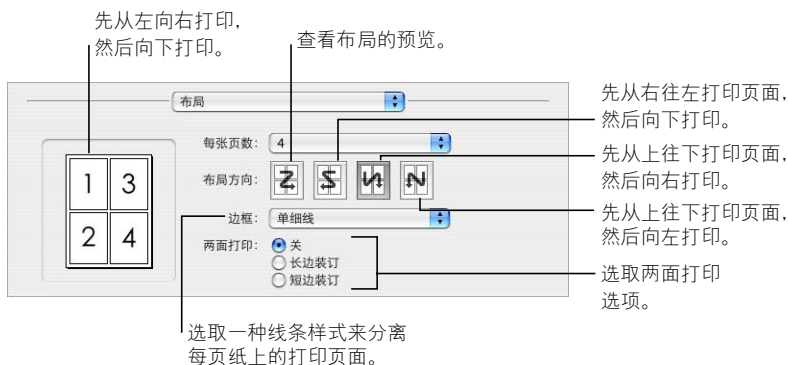 先从左向右打印，
然后向下打印。
查看布局的预览。
布局
每张页数： 4
布局方向：
边框： 单细线
两面打印： 关
长边装订
短边装订
1 3
2 4
先从右往左打印页面，
然后向下打印。
先从上往下打印页面，
然后向右打印。
先从上往下打印页面，
然后向左打印。
选取两面打印
选项。
选取一种线条样式来分离
每页纸上的打印页面。